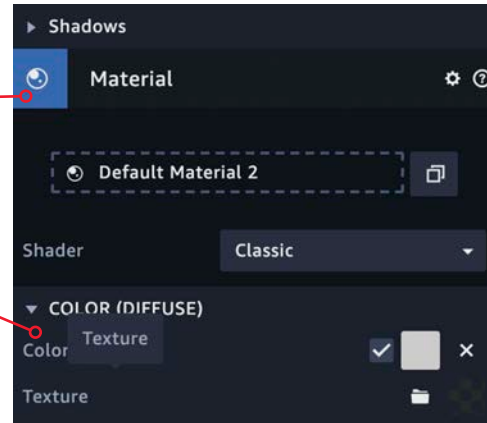 Shadows
Material
Default Material 2
Shader Classic
COLOR (DIFFUSE)
Color
Texture
Texture